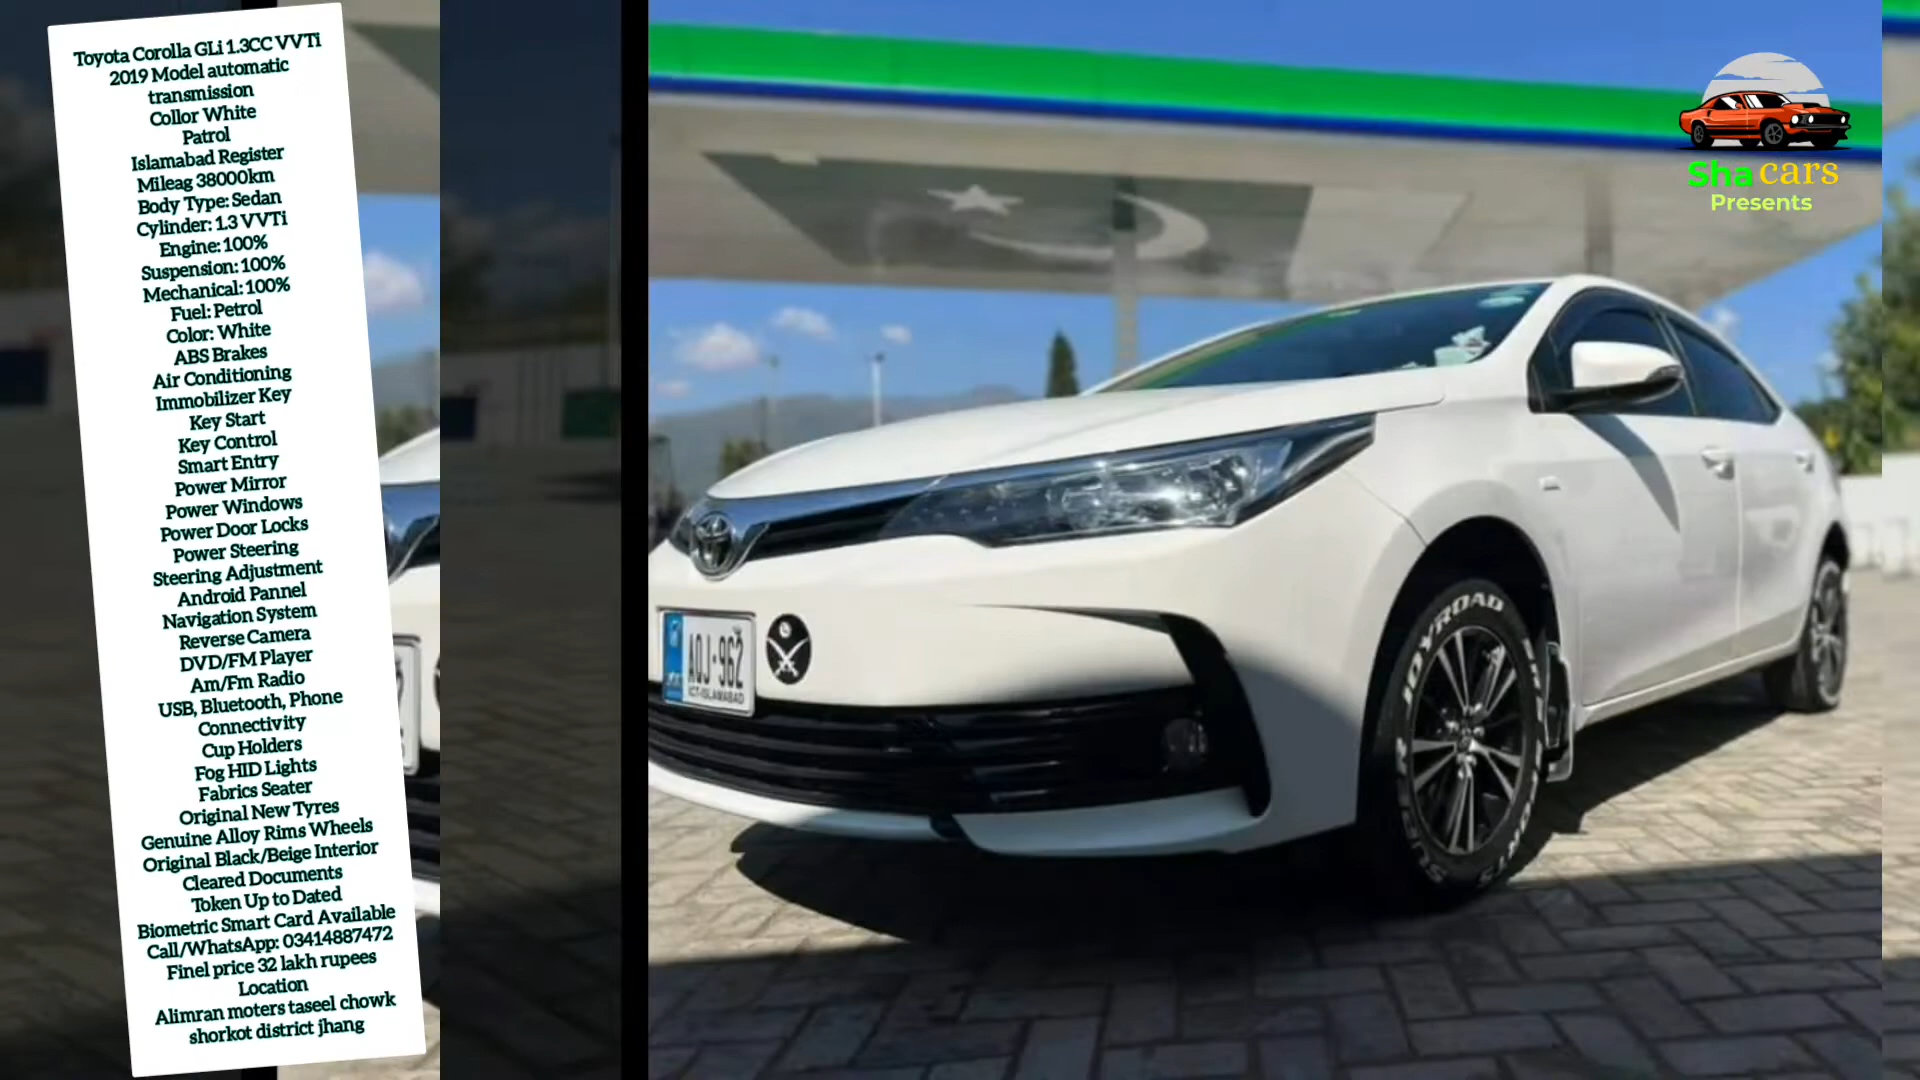 Toyota Corolla GLi 1.3CC VVTi
2019 Model automatic
transmission
Collor White
Patrol
Islamabad Register
Mileag 38000km
Body Type: Sedan
Cylinder: 1.3 VVTi
Engine: 100%
Suspension: 100%
Mechanical: 100%
Fuel: Petrol
Color: White
ABS Brakes
Air Conditioning
Immobilizer Key
Key Start
Key Control
Smart Entry
Power Mirror
Power Windows
Power Door Locks
Power Steering
Steering Adjustment
Android Pannel
Navigation System
Reverse Camera
DVD/FM Player
Am/Fm Radio
USB, Bluetooth, Phone
Connectivity
Cup Holders
Fog HID Lights
Fabrics Seater
Original New Tyres
Genuine Alloy Rims Wheels
Original Black/Beige Interior
Cleared Documents
Token Up to Dated
Biometric Smart Card Available
Call/WhatsApp: 03414887472
Finel price 32 lakh rupees
Location
Alimran moters taseel chowk
shorkot district jhang
Sha cars
Presents
AQJ-962
ICT-ISLAMABAD
JOYROAD